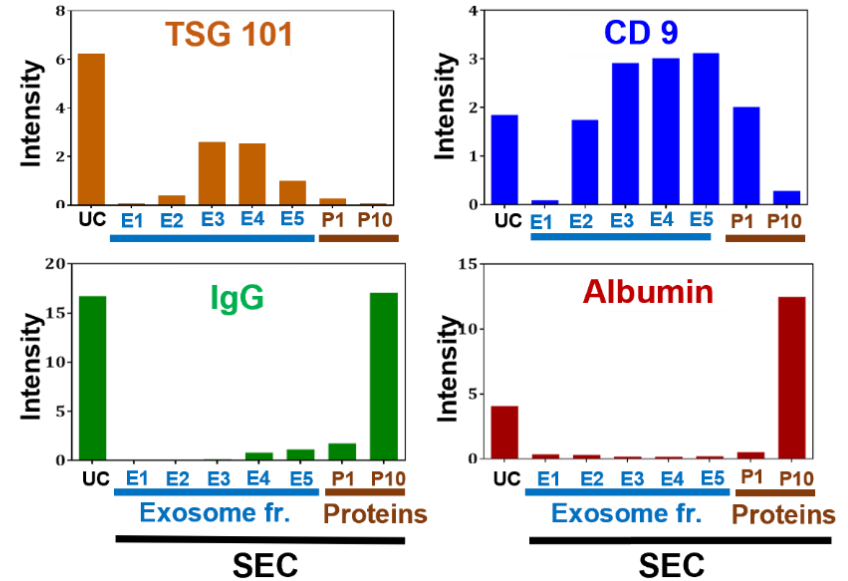 TSG 101
Intensity
8
6
4
2
0
UC E1 E2 E3 E4 E5 P1 P10
CD 9
Intensity
4
3
2
1
0
UC E1 E2 E3 E4 E5 P1 P10
IgG
Intensity
20
15
10
5
0
UC E1 E2 E3 E4 E5 P1 P10
Exosome fr. Proteins
SEC
Albumin
Intensity
15
10
5
0
UC E1 E2 E3 E4 E5 P1 P10
Exosome fr. Proteins
SEC